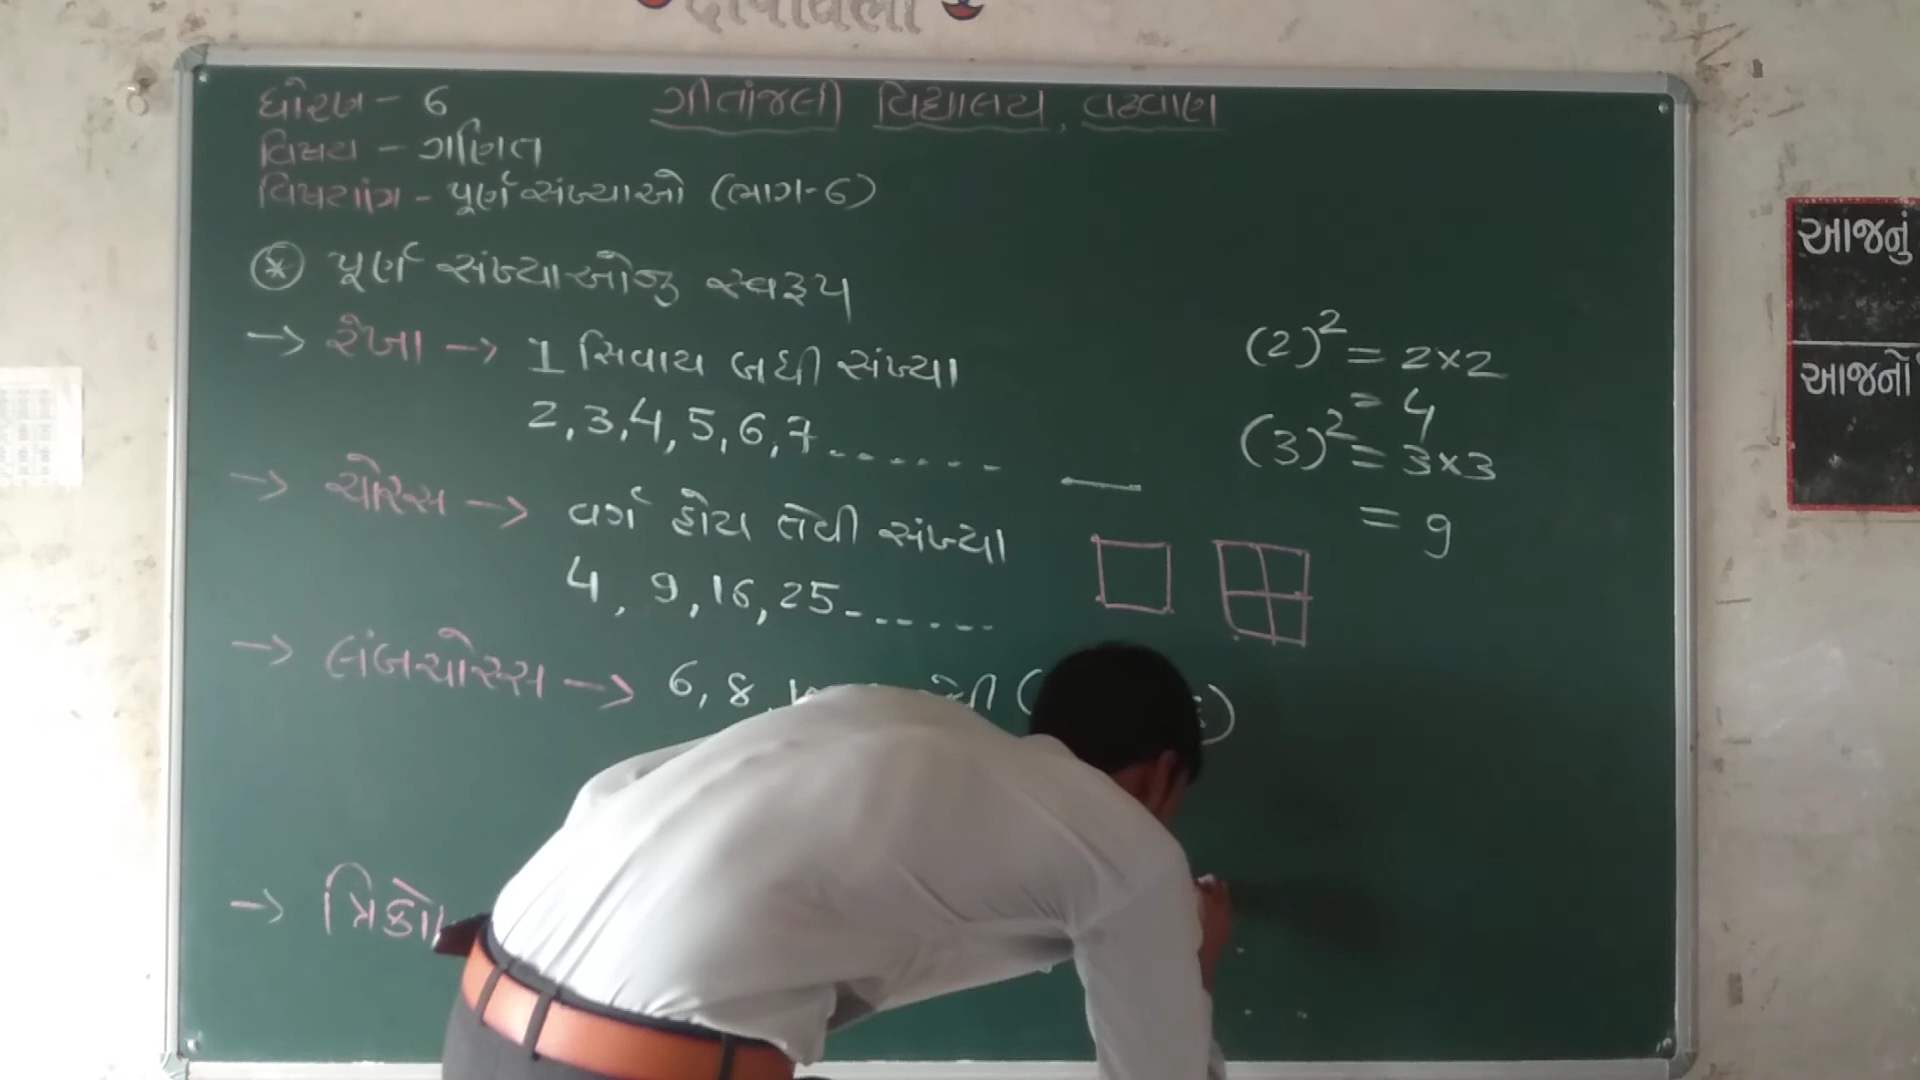 દીપાવલી
ધોરણ - 6
ગીતાંજલી વિદ્યાલય, વઢવાણ
વિષય - ગણિત
વિષયાંગ - પૂર્ણ સંખ્યાઓ (ભાગ-6)
પૂર્ણ સંખ્યાઓનુ સ્વરૂપ
→ રેખા → 1 સિવાય બધી સંખ્યા
2, 3, 4, 5, 6, 7.......
→ ચોરસ → વર્ગ હોય તેવી સંખ્યા
4, 9, 16, 25.......
→ લંબચોરસ → 6, 8,
→ ત્રિકો
(2)² = 2×2
= 4
(3)² = 3×3
= 9
આજનું
આજનો